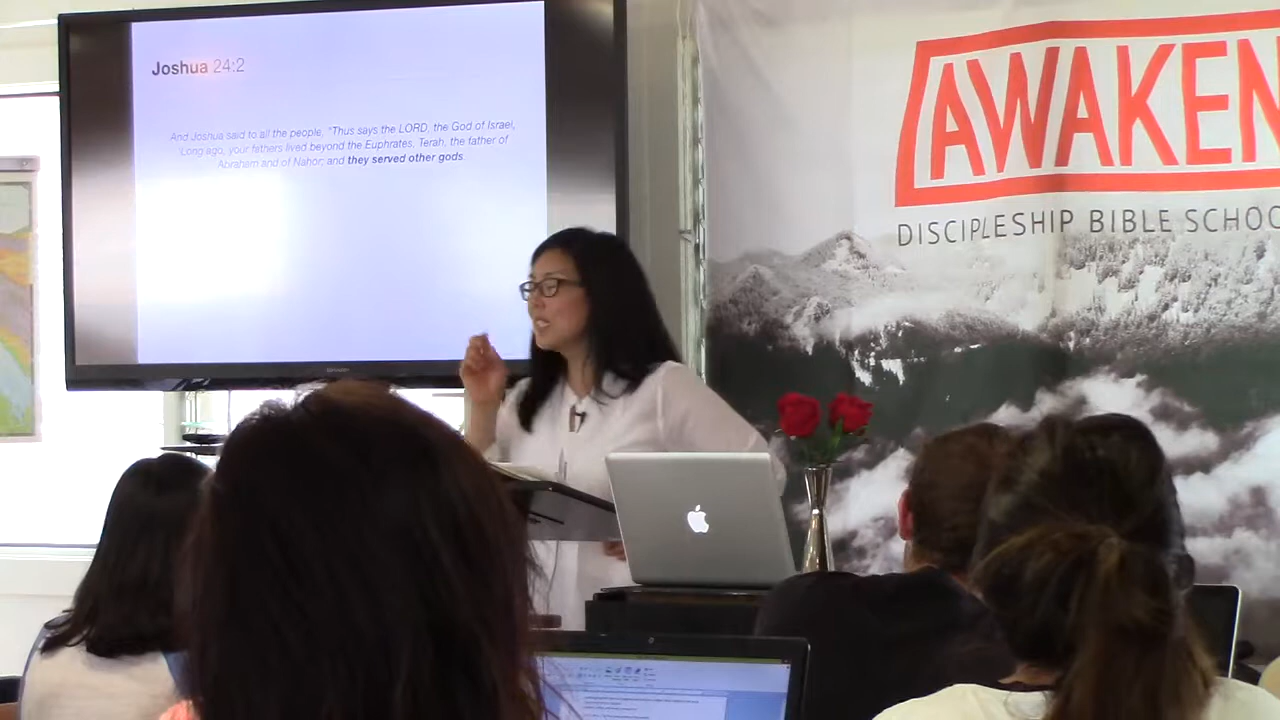 Joshua 24:2
And Joshua said to all the people, "Thus says the LORD, the God of Israel,
'Long ago, your fathers lived beyond the Euphrates, Terah, the father of
Abraham and of Nahor; and they served other gods.
AWAKEN
DISCIPLESHIP BIBLE SCHOO